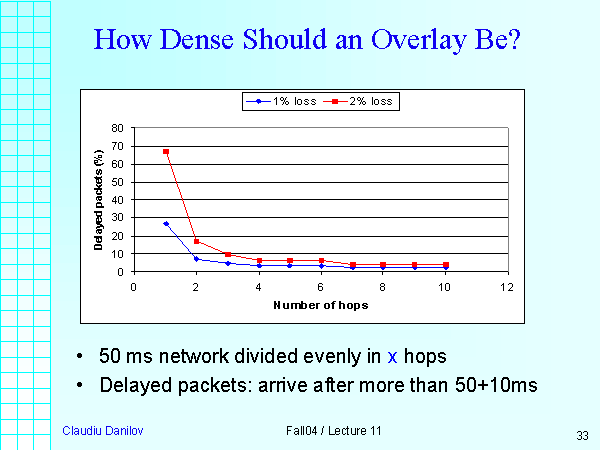 How Dense Should an Overlay Be?
1% loss 2% loss
80
70
60
50
40
30
20
10
0
Delayed packets (%)
0 2 4 6 8 10 12
Number of hops
• 50 ms network divided evenly in x hops
• Delayed packets: arrive after more than 50+10ms
Claudiu Danilov Fall04 / Lecture 11 33